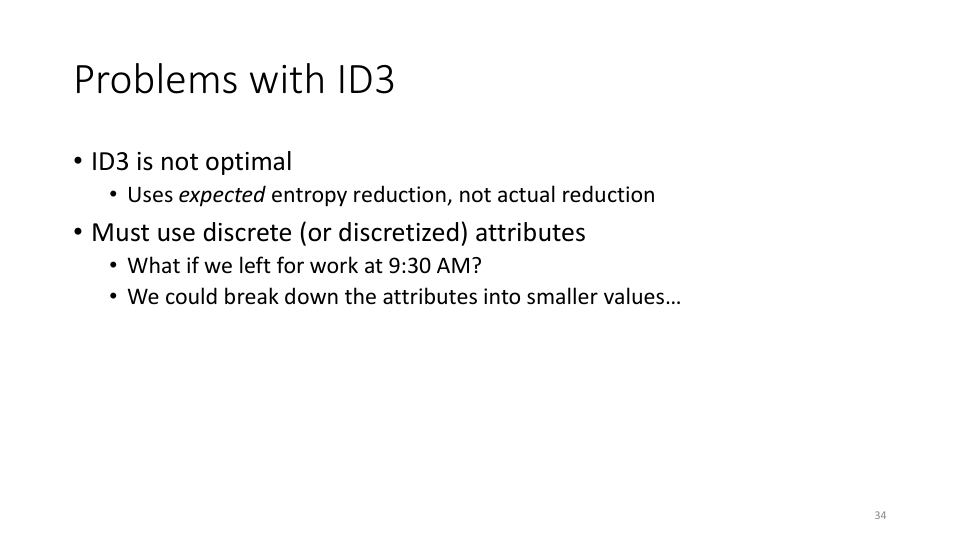 Problems with ID3
• ID3 is not optimal
• Uses expected entropy reduction, not actual reduction
• Must use discrete (or discretized) attributes
• What if we left for work at 9:30 AM?
• We could break down the attributes into smaller values…
34